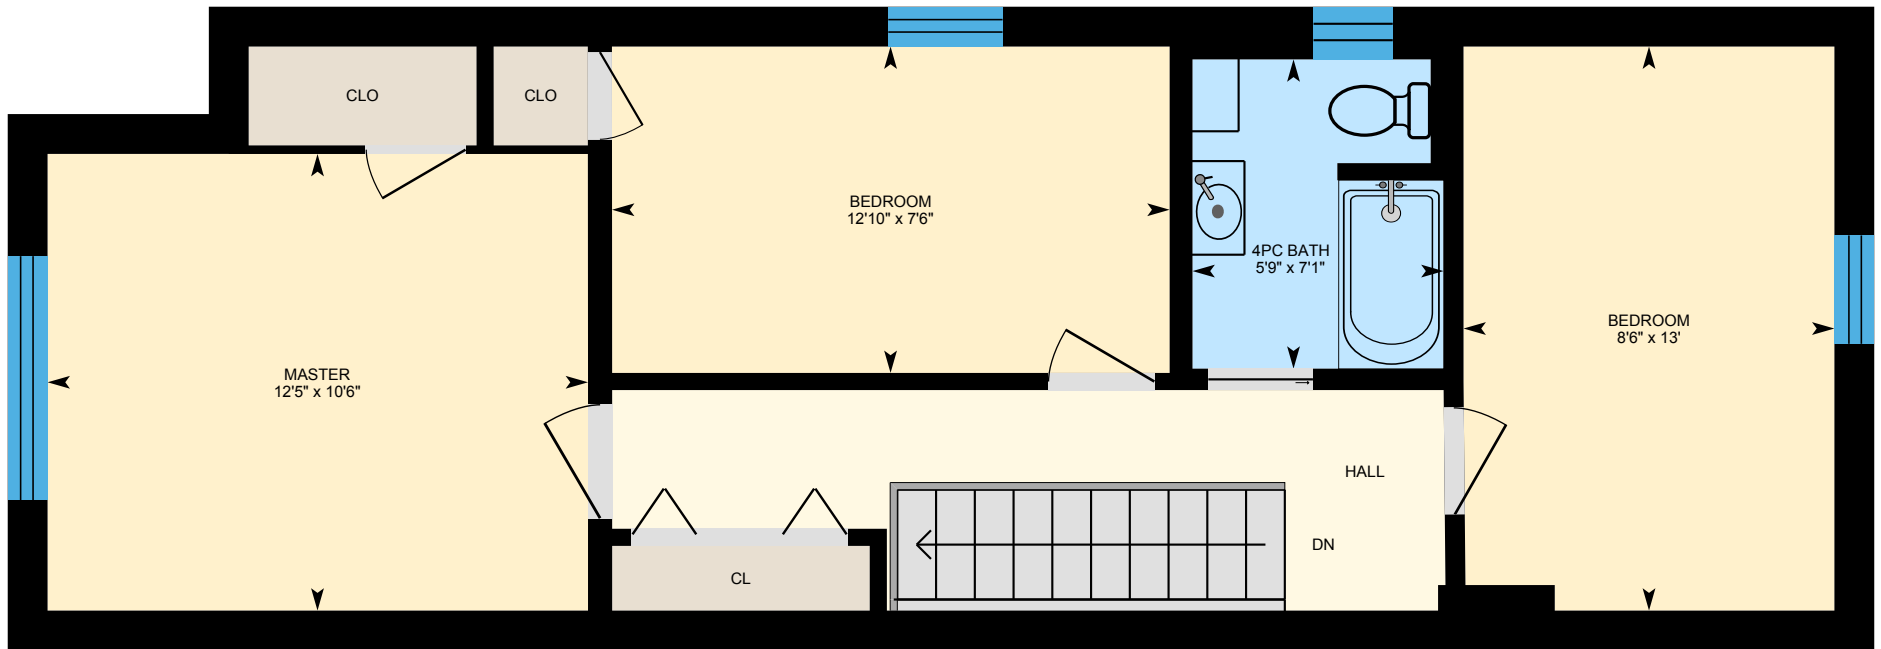 CLO
CLO
BEDROOM
12'10" x 7'6"
4PC BATH
5'9" x 7'1"
BEDROOM
8'6" x 13'
MASTER
12'5" x 10'6"
HALL
DN
CL